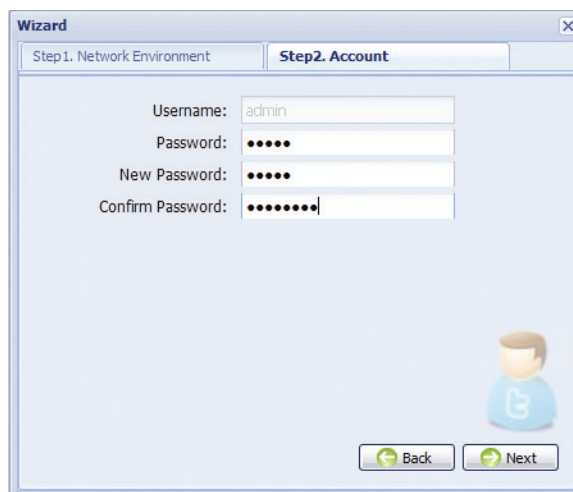 Wizard
Step1. Network Environment
Step2. Account
Username: admin
Password: •••••
New Password: •••••
Confirm Password: ••••••••
Back
Next